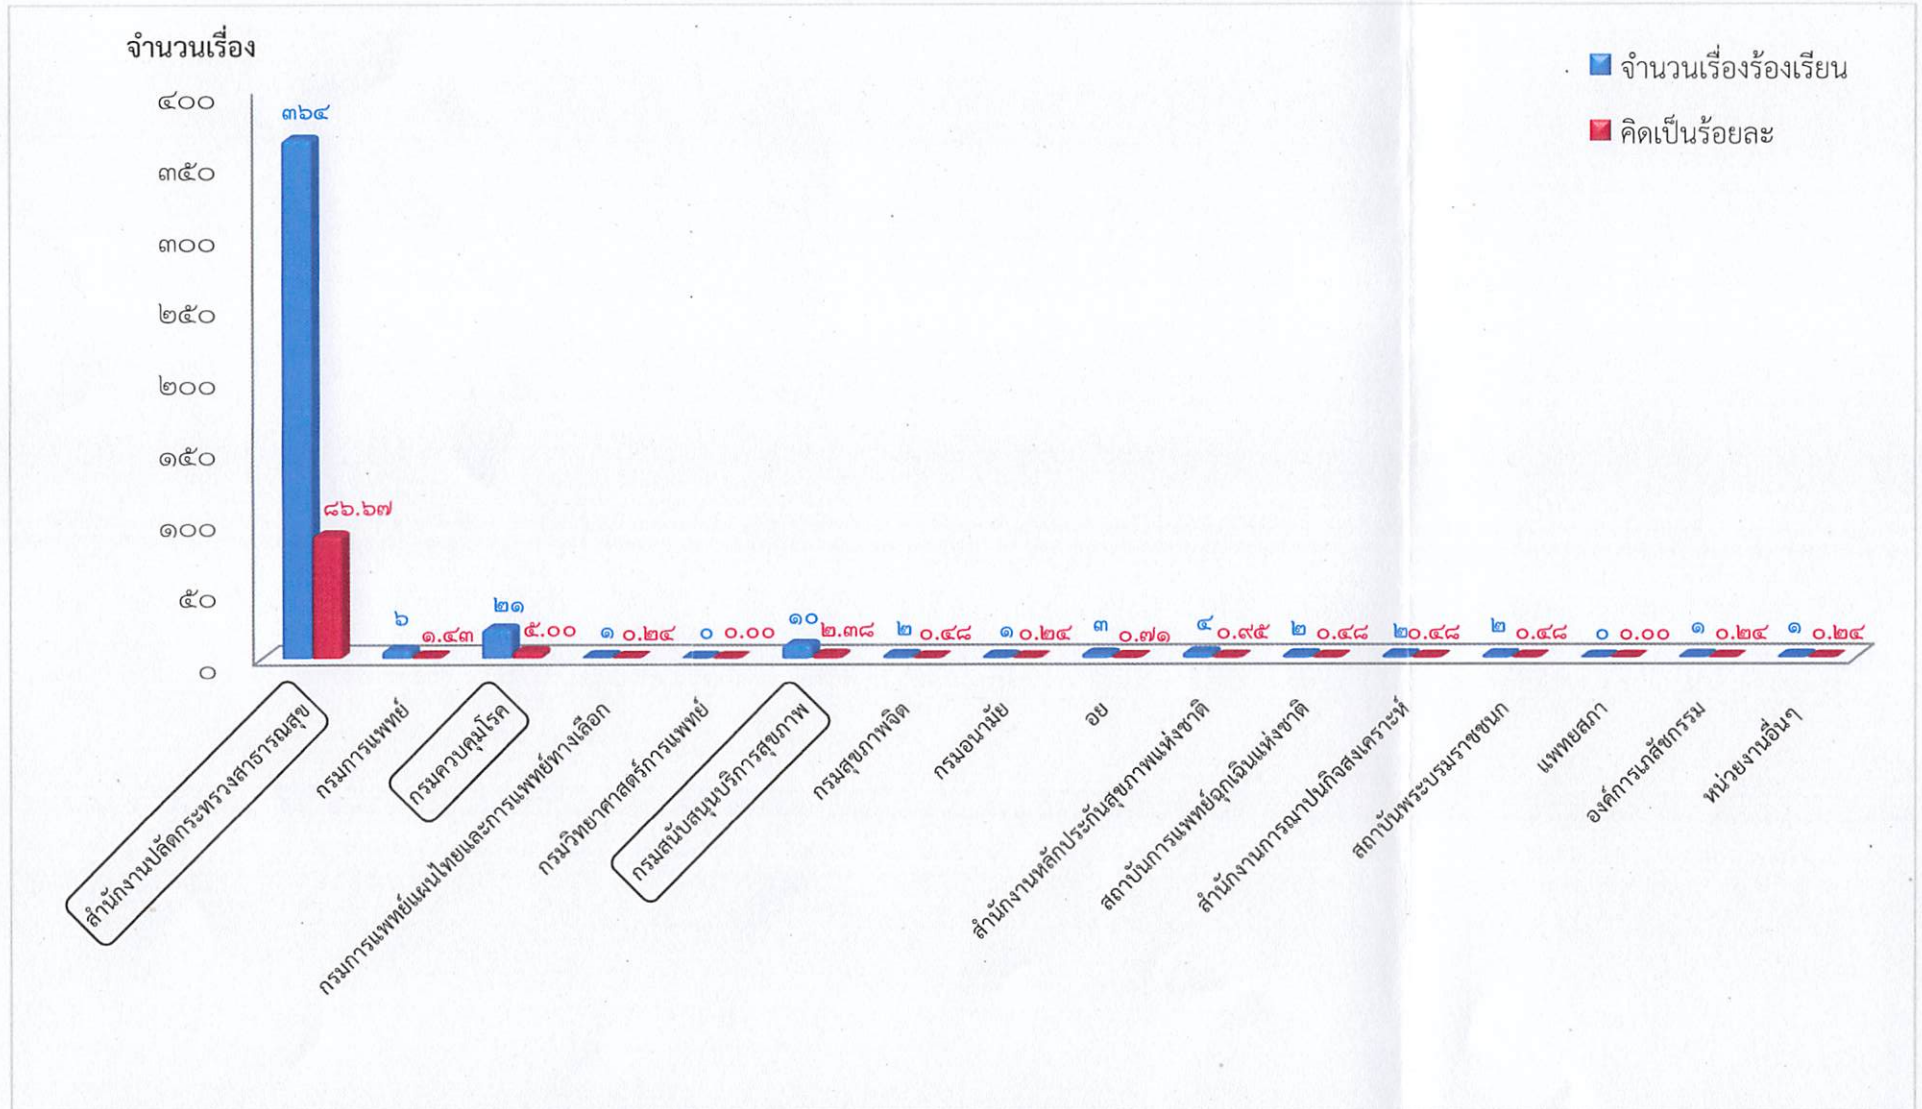 จำนวนเรื่อง
จำนวนเรื่องร้องเรียน
คิดเป็นร้อยละ
๔๐๐
๓๕๐
๓๐๐
๒๕๐
๒๐๐
๑๕๐
๑๐๐
๕๐
๐
๓๖๔
๘๖.๖๗
๖
๑.๔๓
๒๑
๕.๐๐
๑
๐.๒๔
๐
๐.๐๐
๑๐
๒.๓๘
๒
๐.๔๘
๑
๐.๒๔
๓
๐.๗๑
๔
๐.๙๕
๒
๐.๔๘
๒
๐.๔๘
๒
๐.๔๘
๐
๐.๐๐
๑
๐.๒๔
๑
๐.๒๔
สำนักงานปลัดกระทรวงสาธารณสุข
กรมการแพทย์
กรมควบคุมโรค
กรมการแพทย์แผนไทยและการแพทย์ทางเลือก
กรมวิทยาศาสตร์การแพทย์
กรมสนับสนุนบริการสุขภาพ
กรมสุขภาพจิต
กรมอนามัย
อย
สำนักงานหลักประกันสุขภาพแห่งชาติ
สถาบันการแพทย์ฉุกเฉินแห่งชาติ
สำนักงานการฌาปนกิจสงเคราะห์
สถาบันพระบรมราชชนก
แพทยสภา
องค์การเภสัชกรรม
หน่วยงานอื่นๆ